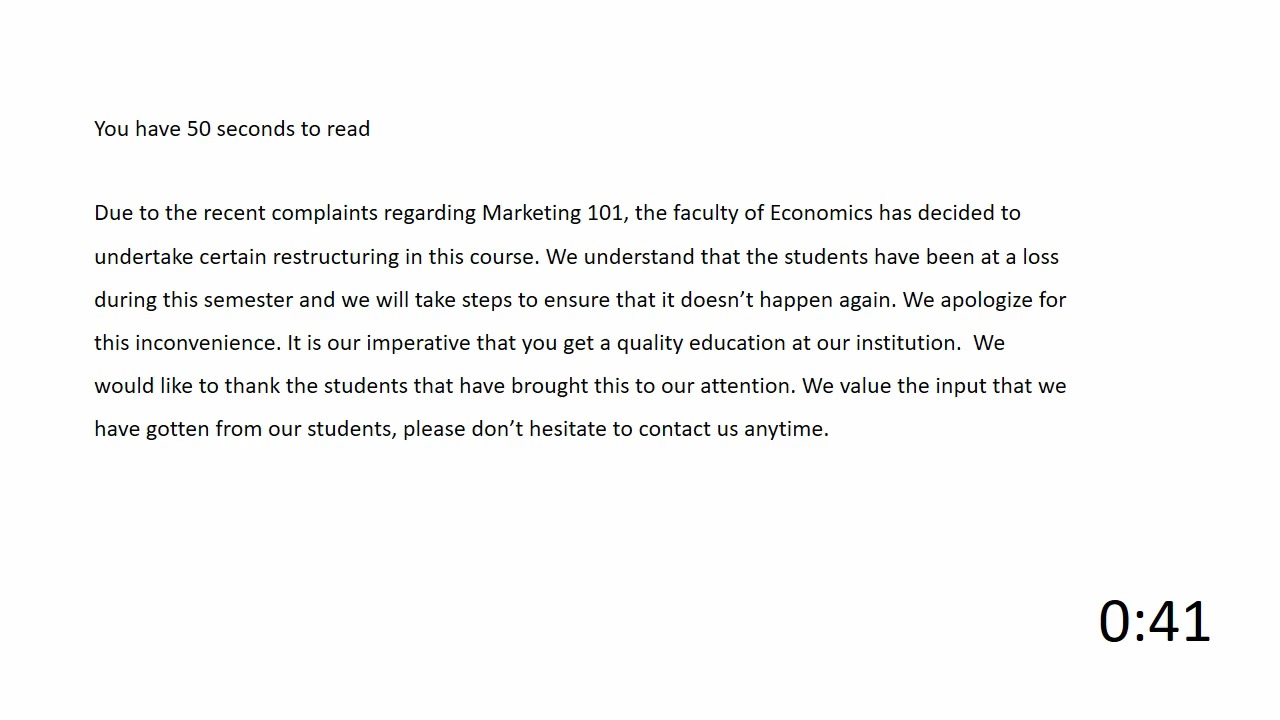 You have 50 seconds to read
Due to the recent complaints regarding Marketing 101, the faculty of Economics has decided to
undertake certain restructuring in this course. We understand that the students have been at a loss
during this semester and we will take steps to ensure that it doesn’t happen again. We apologize for
this inconvenience. It is our imperative that you get a quality education at our institution.  We
would like to thank the students that have brought this to our attention. We value the input that we
have gotten from our students, please don’t hesitate to contact us anytime.
0:41